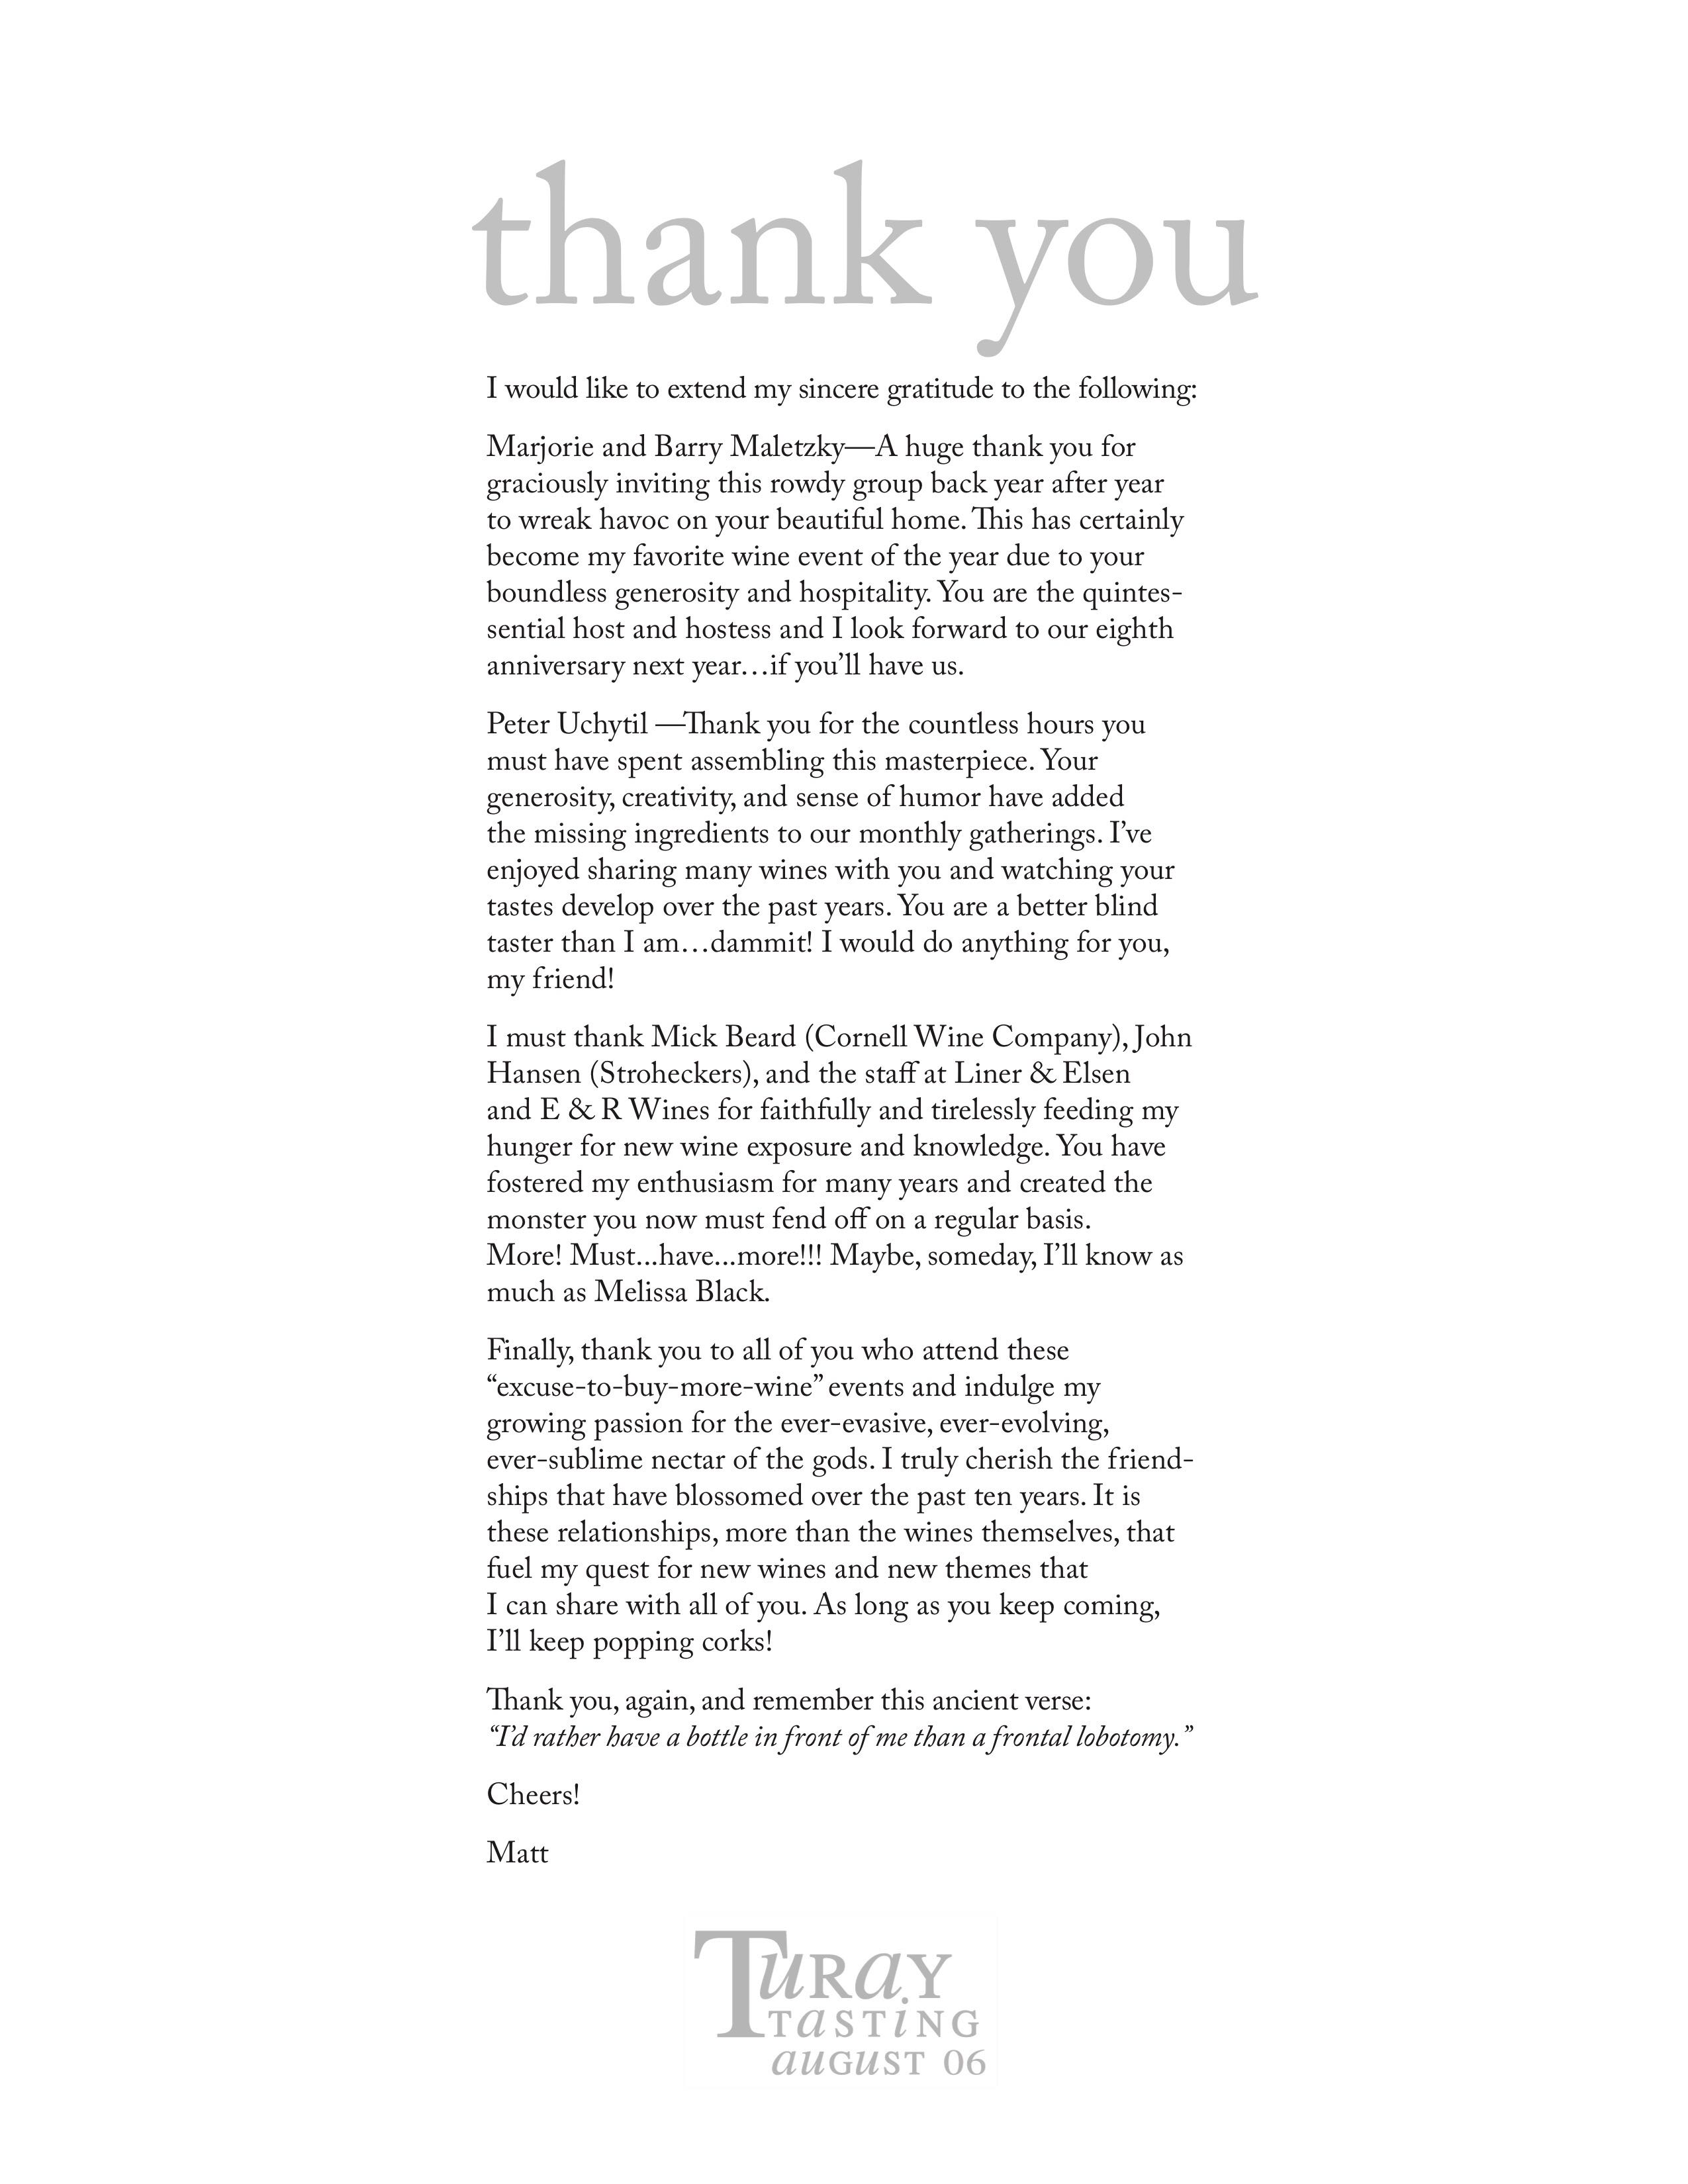 thank you
I would like to extend my sincere gratitude to the following:
Marjorie and Barry Maletzky—A huge thank you for
graciously inviting this rowdy group back year after year
to wreak havoc on your beautiful home. This has certainly
become my favorite wine event of the year due to your
boundless generosity and hospitality. You are the quintes-
sential host and hostess and I look forward to our eighth
anniversary next year…if you’ll have us.
Peter Uchytil —Thank you for the countless hours you
must have spent assembling this masterpiece. Your
generosity, creativity, and sense of humor have added
the missing ingredients to our monthly gatherings. I’ve
enjoyed sharing many wines with you and watching your
tastes develop over the past years. You are a better blind
taster than I am…dammit! I would do anything for you,
my friend!
I must thank Mick Beard (Cornell Wine Company), John
Hansen (Stroheckers), and the staff at Liner & Elsen
and E & R Wines for faithfully and tirelessly feeding my
hunger for new wine exposure and knowledge. You have
fostered my enthusiasm for many years and created the
monster you now must fend off on a regular basis.
More! Must...have...more!!! Maybe, someday, I’ll know as
much as Melissa Black.
Finally, thank you to all of you who attend these
“excuse-to-buy-more-wine” events and indulge my
growing passion for the ever-evasive, ever-evolving,
ever-sublime nectar of the gods. I truly cherish the friend-
ships that have blossomed over the past ten years. It is
these relationships, more than the wines themselves, that
fuel my quest for new wines and new themes that
I can share with all of you. As long as you keep coming,
I’ll keep popping corks!
Thank you, again, and remember this ancient verse:
“I’d rather have a bottle in front of me than a frontal lobotomy.”
Cheers!
Matt
TuRaY
TaSTiNG
auGuST 06